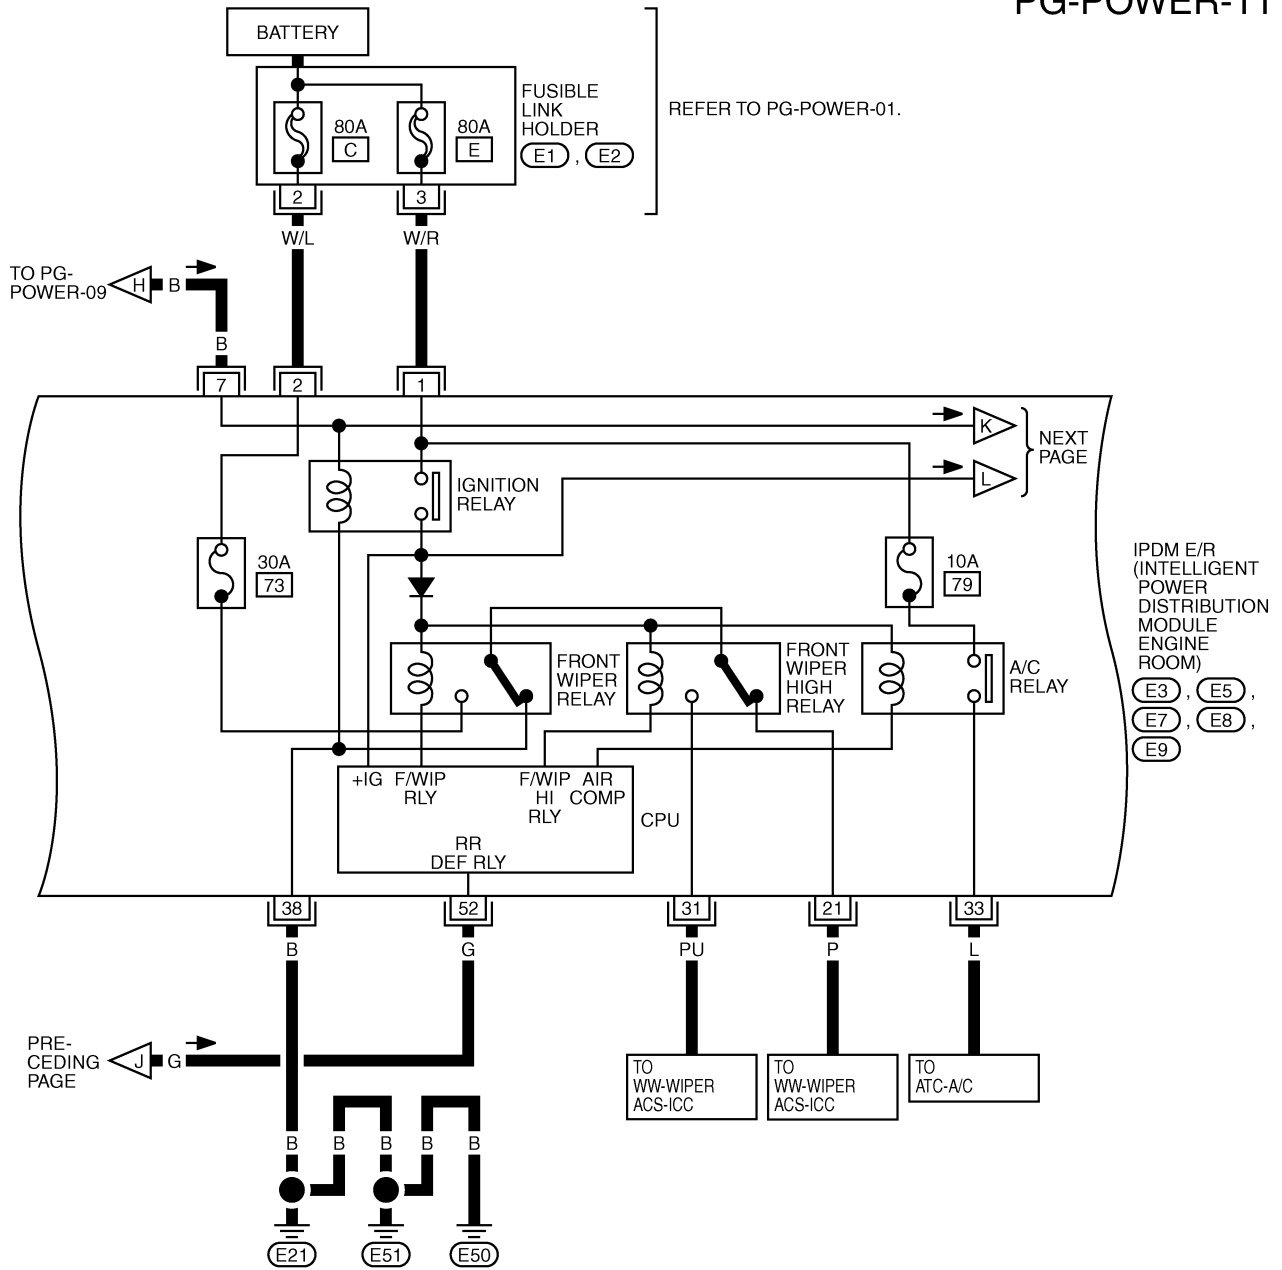 PG-POWER-11
BATTERY
80A
C
80A
E
FUSIBLE
LINK
HOLDER
E1 , E2
REFER TO PG-POWER-01.
2
3
W/L
W/R
TO PG-
POWER-09
H
B
B
7
2
1
K
L
NEXT
PAGE
IGNITION
RELAY
30A
73
10A
79
IPDM E/R
(INTELLIGENT
POWER
DISTRIBUTION
MODULE
ENGINE
ROOM)
E3 , E5 ,
E7 , E8 ,
E9
FRONT
WIPER
RELAY
FRONT
WIPER
HIGH
RELAY
A/C
RELAY
+IG
F/WIP
RLY
F/WIP
HI
RLY
AIR
COMP
CPU
RR
DEF RLY
38
52
31
21
33
B
G
PU
P
L
PRE-
CEDING
PAGE
J
G
TO
WW-WIPER
ACS-ICC
TO
WW-WIPER
ACS-ICC
TO
ATC-A/C
B
B
B
B
B
E21
E51
E50